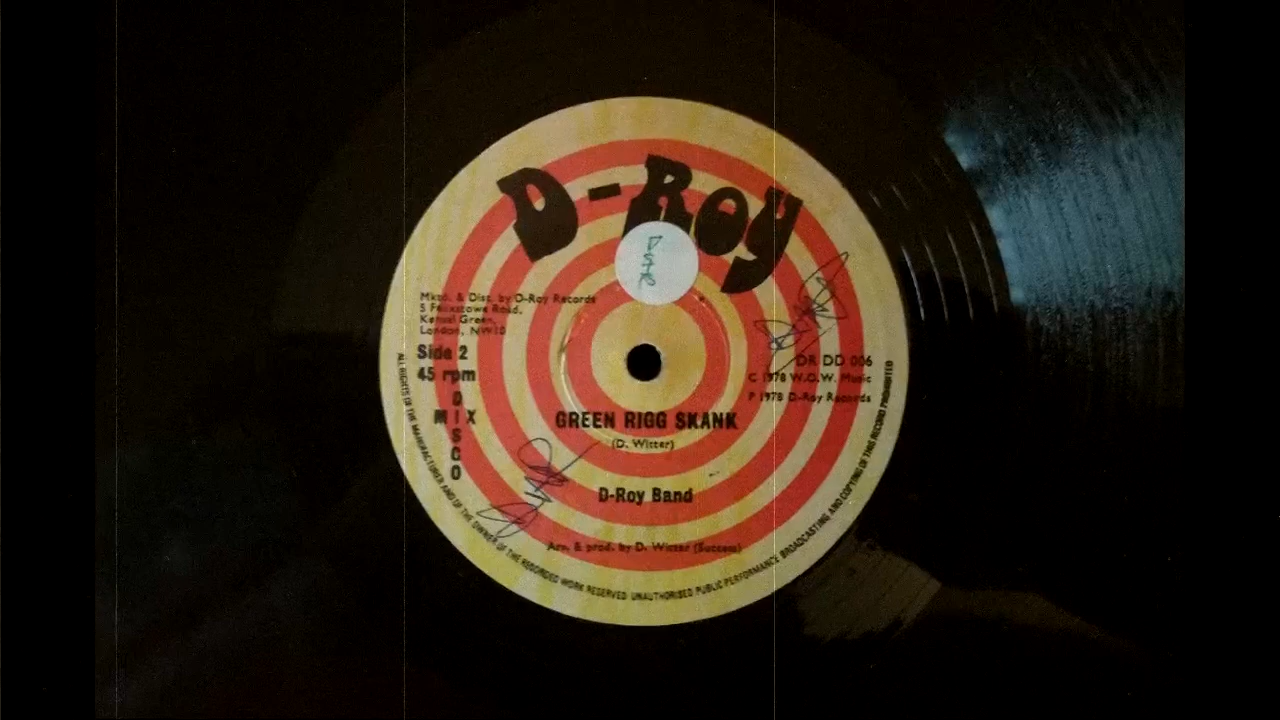 D-Roy
Mktd. & Dist. by D-Roy Records
5 Felixstowe Road,
Kensal Green,
London, NW10
Side 2
45 rpm
DISCO
MIX
DR DD 006
C 1978 W.O.W. Music
P 1978 D-Roy Records
GREEN RIGG SKANK
(D. Witter)
D-Roy Band
Arr. & prod. by D. Witter (Success)
ALL RIGHTS OF THE MANUFACTURER AND OF THE OWNER OF THE RECORDED WORK RESERVED UNAUTHORISED PUBLIC PERFORMANCE BROADCASTING AND COPYING OF THIS RECORD PROHIBITED